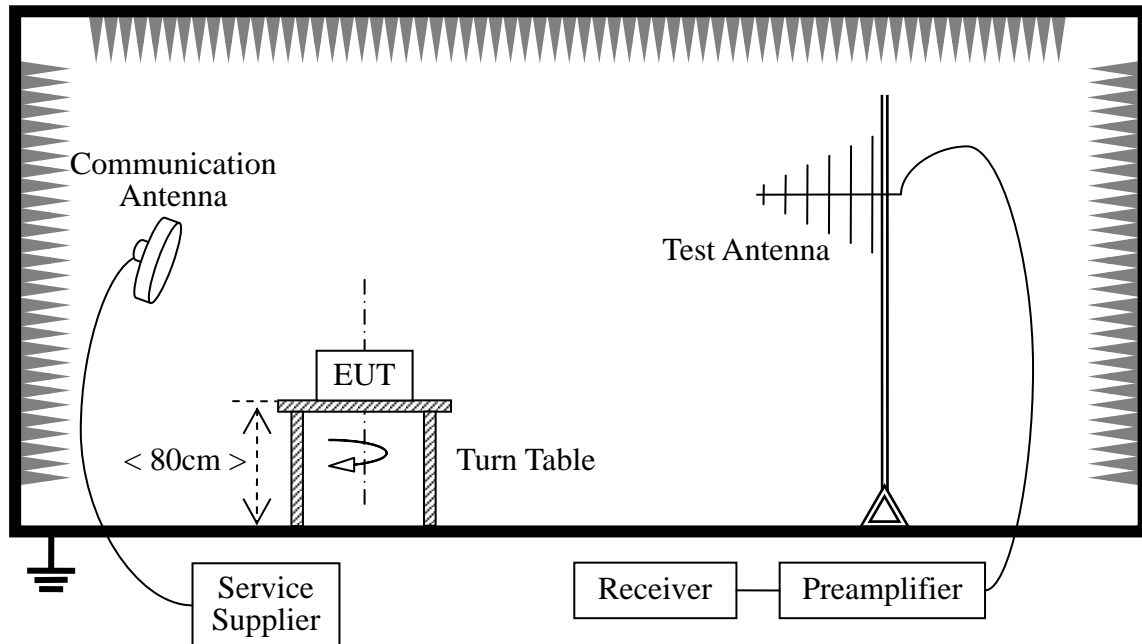 Communication
Antenna
Test Antenna
EUT
< 80cm >
Turn Table
Service
Supplier
Receiver
Preamplifier